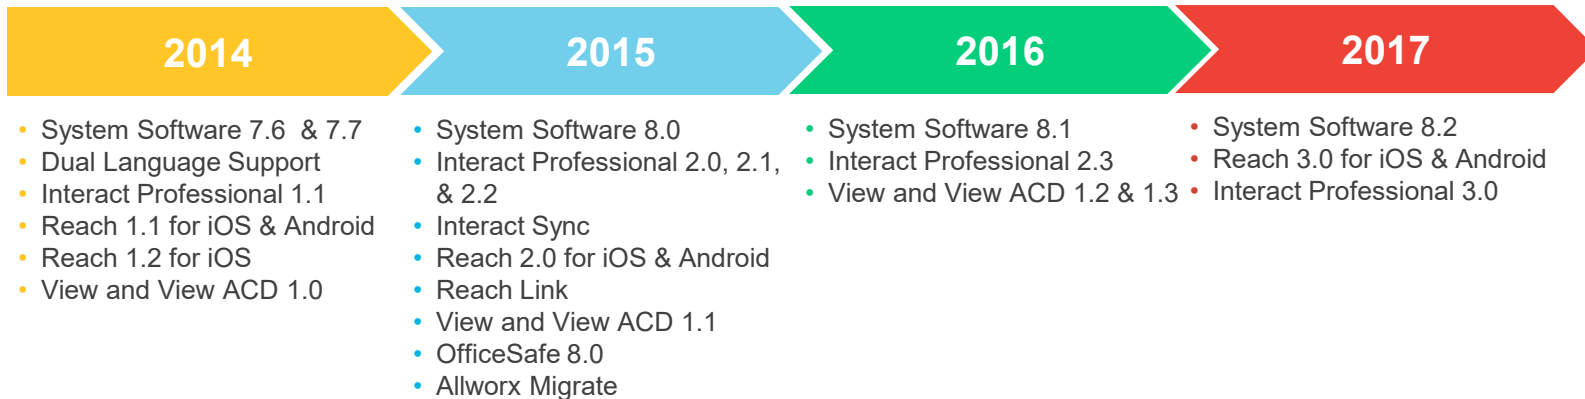 2014
• System Software 7.6 & 7.7
• Dual Language Support
• Interact Professional 1.1
• Reach 1.1 for iOS & Android
• Reach 1.2 for iOS
• View and View ACD 1.0
2015
• System Software 8.0
• Interact Professional 2.0, 2.1,
& 2.2
• Interact Sync
• Reach 2.0 for iOS & Android
• Reach Link
• View and View ACD 1.1
• OfficeSafe 8.0
• Allworx Migrate
2016
• System Software 8.1
• Interact Professional 2.3
• View and View ACD 1.2 & 1.3
2017
• System Software 8.2
• Reach 3.0 for iOS & Android
• Interact Professional 3.0